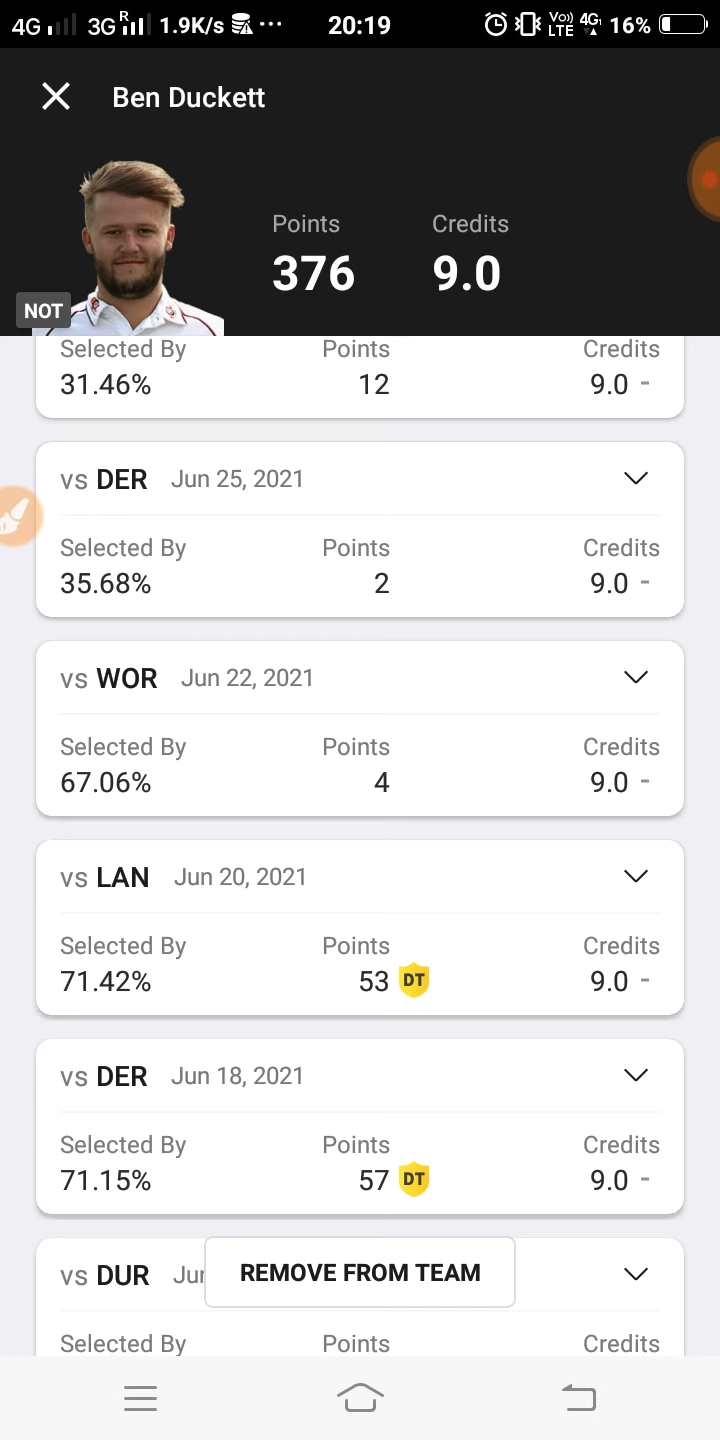 4G 3G R 1.9K/s ... 20:19 Vo)) LTE 4G 16%
Ben Duckett
Points Credits
376 9.0
NOT
Selected By Points Credits
31.46% 12 9.0 -
vs DER Jun 25, 2021
Selected By Points Credits
35.68% 2 9.0 -
vs WOR Jun 22, 2021
Selected By Points Credits
67.06% 4 9.0 -
vs LAN Jun 20, 2021
Selected By Points Credits
71.42% 53 DT 9.0 -
vs DER Jun 18, 2021
Selected By Points Credits
71.15% 57 DT 9.0 -
vs DUR Jun
REMOVE FROM TEAM
Selected By Points Credits